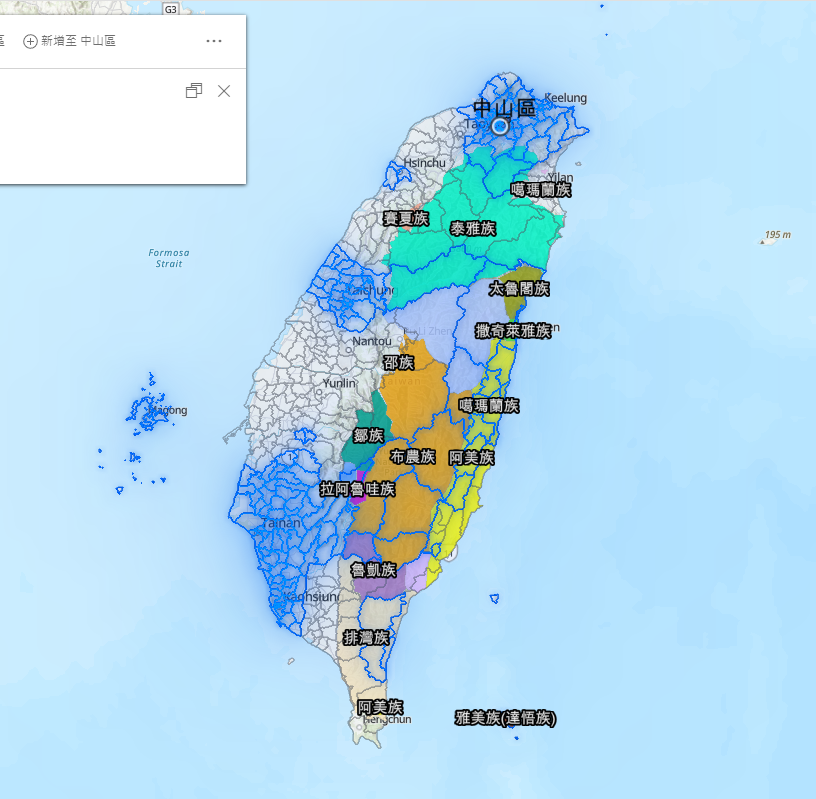 G3
新增至 中山區
Keelung
中山區
Hsinchu
Yilan
噶瑪蘭族
賽夏族
泰雅族
195 m
Formosa
Strait
太魯閣族
Taichung
撒奇萊雅族
Nantou
邵族
Yunlin
噶瑪蘭族
Magong
鄒族
布農族
阿美族
拉阿魯哇族
Tainan
魯凱族
Kaohsiung
排灣族
阿美族
Hengchun
雅美族(達悟族)